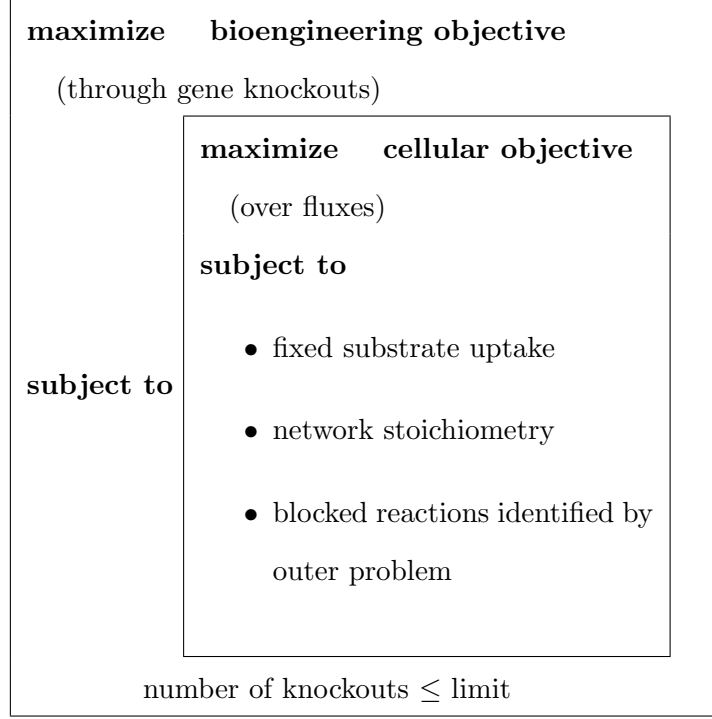 maximize bioengineering objective
(through gene knockouts)
maximize cellular objective
(over fluxes)
subject to
• fixed substrate uptake
subject to
• network stoichiometry
• blocked reactions identified by
outer problem
number of knockouts ≤ limit